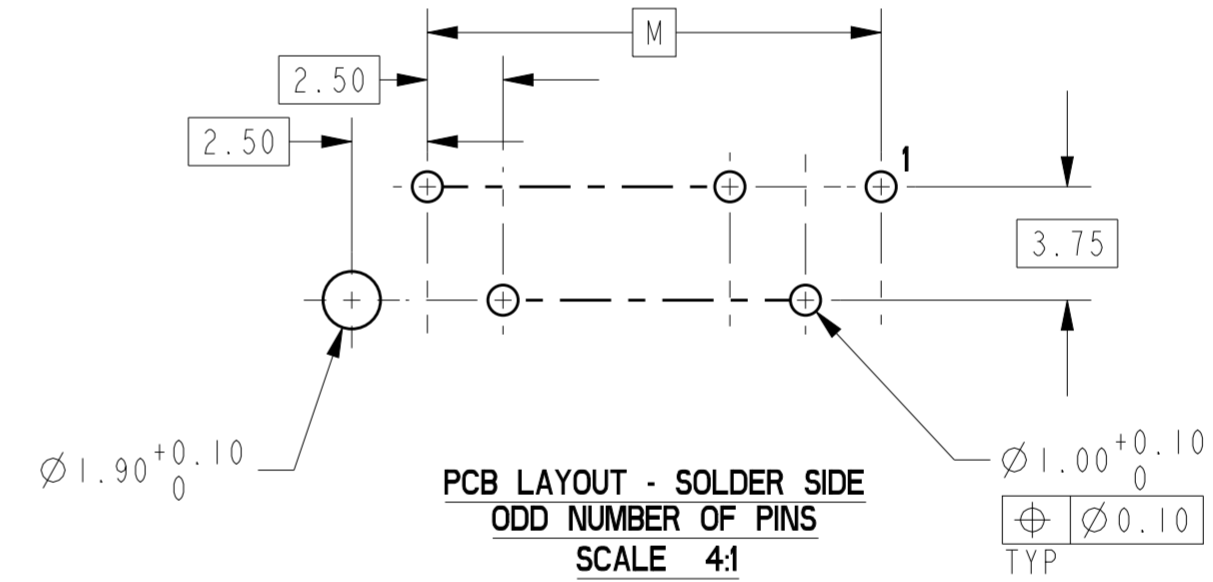 M
2.50
2.50
1
3.75
Ø1.90 +0.10
0
Ø1.00 +0.10
0
⌖ Ø0.10
TYP
PCB LAYOUT - SOLDER SIDE
ODD NUMBER OF PINS
SCALE 4:1